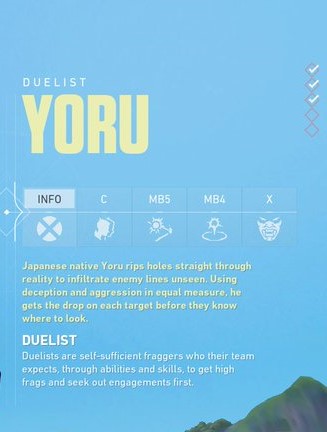 DUELIST
YORU
INFO C MB5 MB4 X
Japanese native Yoru rips holes straight through
reality to infiltrate enemy lines unseen. Using
deception and aggression in equal measure, he
gets the drop on each target before they know
where to look.
DUELIST
Duelists are self-sufficient fraggers who their team
expects, through abilities and skills, to get high
frags and seek out engagements first.